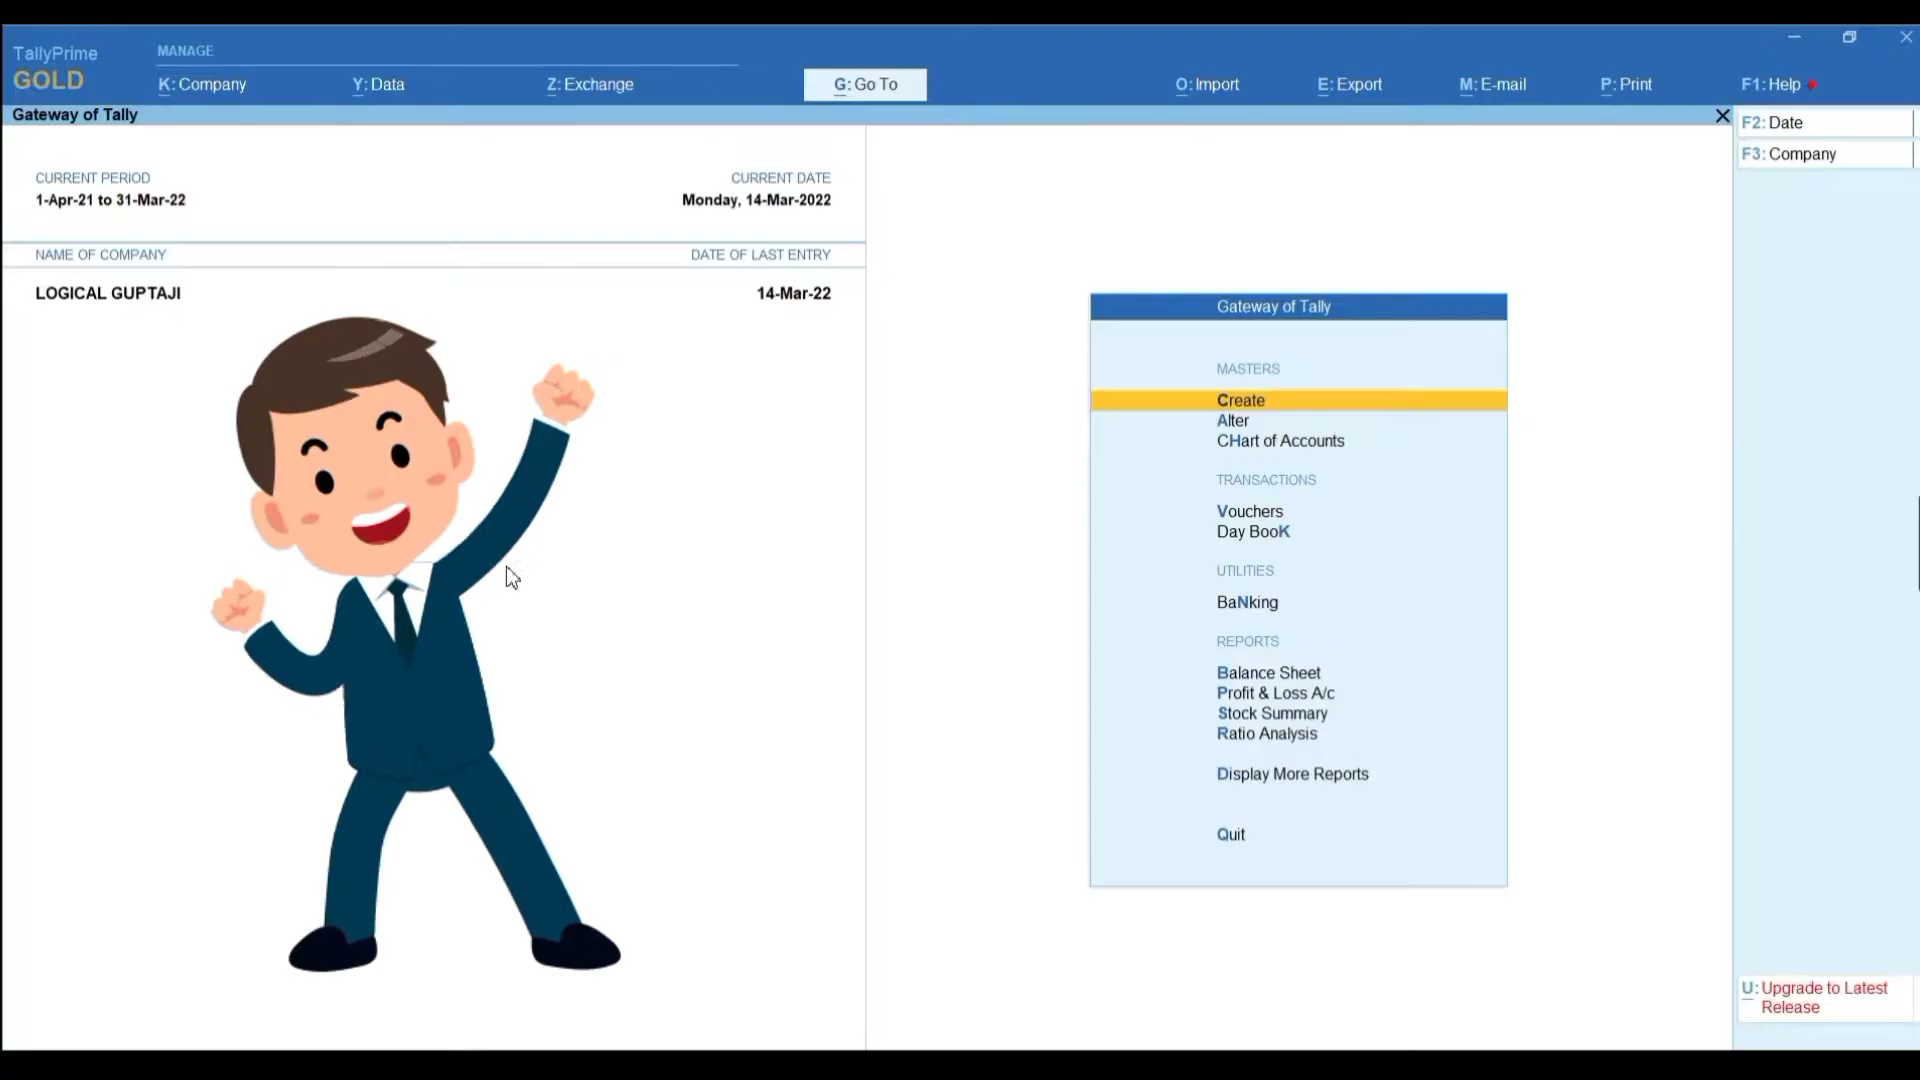 TallyPrime
GOLD
MANAGE
K: Company
Y: Data
Z: Exchange
G: Go To
O: Import
E: Export
M: E-mail
P: Print
F1: Help
Gateway of Tally
F2: Date
F3: Company
CURRENT PERIOD
CURRENT DATE
1-Apr-21 to 31-Mar-22
Monday, 14-Mar-2022
NAME OF COMPANY
DATE OF LAST ENTRY
LOGICAL GUPTAJI
14-Mar-22
Gateway of Tally
MASTERS
Create
Alter
CHart of Accounts
TRANSACTIONS
Vouchers
Day BooK
UTILITIES
BaNking
REPORTS
Balance Sheet
Profit & Loss A/c
Stock Summary
Ratio Analysis
Display More Reports
Quit
U: Upgrade to Latest
Release